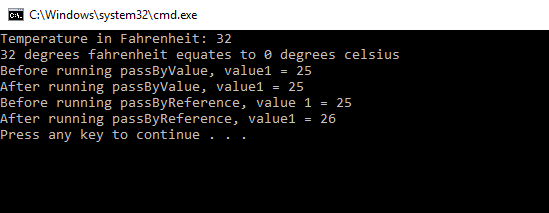 C:\Windows\system32\cmd.exe
Temperature in Fahrenheit: 32
32 degrees fahrenheit equates to 0 degrees celsius
Before running passByValue, value1 = 25
After running passByValue, value1 = 25
Before running passByReference, value 1 = 25
After running passByReference, value1 = 26
Press any key to continue . . .